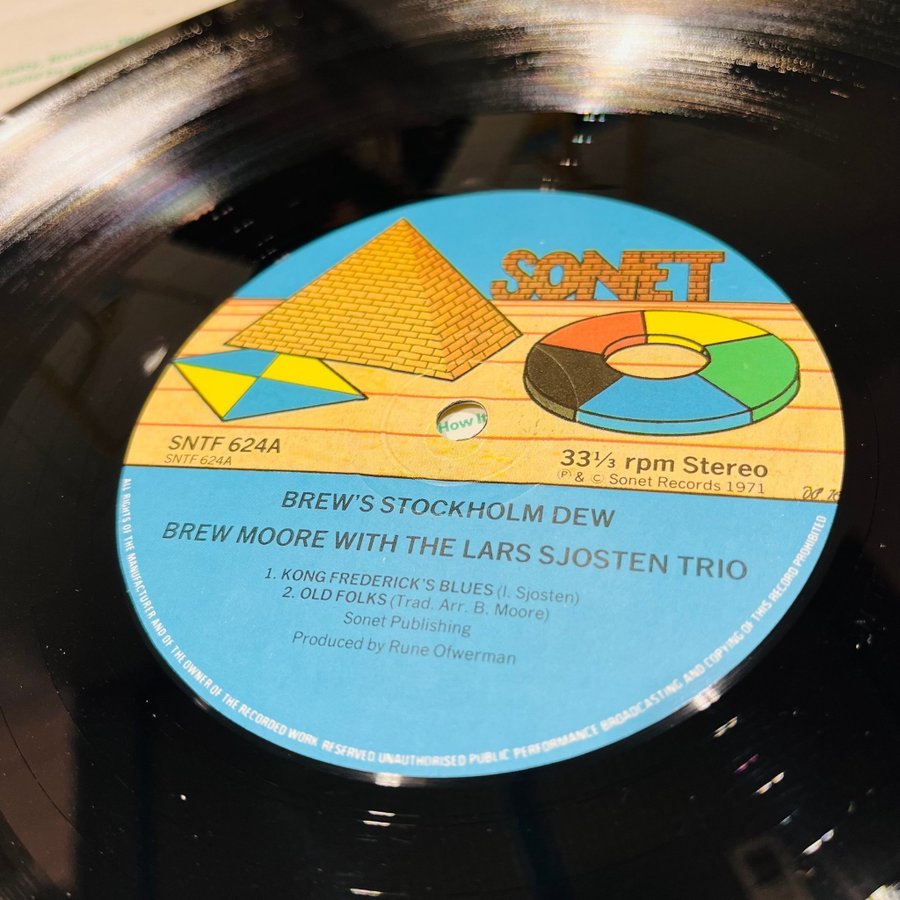 SONET
How It
SNTF 624A
SNTF 624A
33⅓ rpm Stereo
Ⓟ & © Sonet Records 1971
BREW'S STOCKHOLM DEW
BREW MOORE WITH THE LARS SJOSTEN TRIO
1. KONG FREDERICK'S BLUES (I. Sjosten)
2. OLD FOLKS (Trad. Arr. B. Moore)
Sonet Publishing
Produced by Rune Ofwerman
ALL RIGHTS OF THE MANUFACTURER AND OF THE OWNER OF THE RECORDED WORK RESERVED UNAUTHORISED PUBLIC PERFORMANCE BROADCASTING AND COPYING OF THIS RECORD PROHIBITED